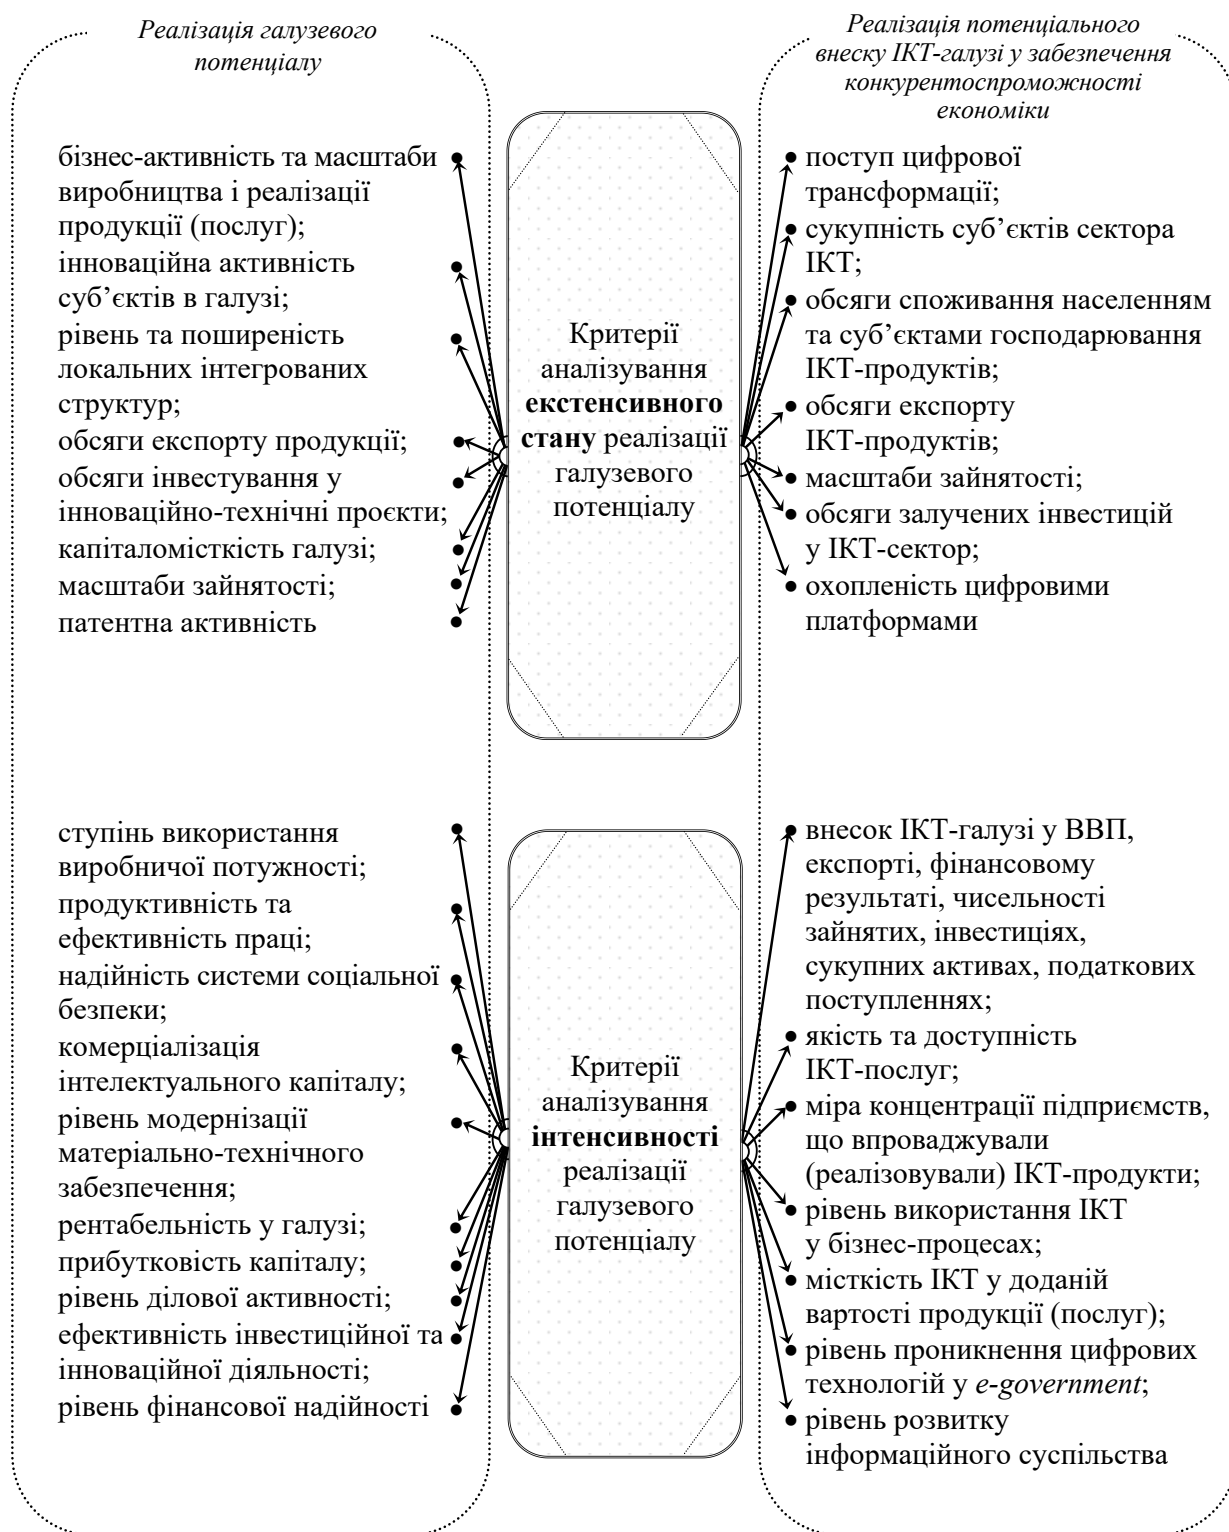 Реалізація галузевого
потенціалу
Реалізація потенціального
внеску ІКТ-галузі у забезпечення
конкурентоспроможності
економіки
бізнес-активність та масштаби
виробництва і реалізації
продукції (послуг);
інноваційна активність
суб’єктів в галузі;
рівень та поширеність
локальних інтегрованих
структур;
обсяги експорту продукції;
обсяги інвестування у
інноваційно-технічні проєкти;
капіталомісткість галузі;
масштаби зайнятості;
патентна активність
Критерії
аналізування
екстенсивного
стану реалізації
галузевого
потенціалу
поступ цифрової
трансформації;
сукупність суб’єктів сектора
ІКТ;
обсяги споживання населенням
та суб’єктами господарювання
ІКТ-продуктів;
обсяги експорту
ІКТ-продуктів;
масштаби зайнятості;
обсяги залучених інвестицій
у ІКТ-сектор;
охопленість цифровими
платформами
ступінь використання
виробничої потужності;
продуктивність та
ефективність праці;
надійність системи соціальної
безпеки;
комерціалізація
інтелектуального капіталу;
рівень модернізації
матеріально-технічного
забезпечення;
рентабельність у галузі;
прибутковість капіталу;
рівень ділової активності;
ефективність інвестиційної та
інноваційної діяльності;
рівень фінансової надійності
Критерії
аналізування
інтенсивності
реалізації
галузевого
потенціалу
внесок ІКТ-галузі у ВВП,
експорті, фінансовому
результаті, чисельності
зайнятих, інвестиціях,
сукупних активах, податкових
поступленнях;
якість та доступність
ІКТ-послуг;
міра концентрації підприємств,
що впроваджували
(реалізовували) ІКТ-продукти;
рівень використання ІКТ
у бізнес-процесах;
місткість ІКТ у доданій
вартості продукції (послуг);
рівень проникнення цифрових
технологій у e-government;
рівень розвитку
інформаційного суспільства